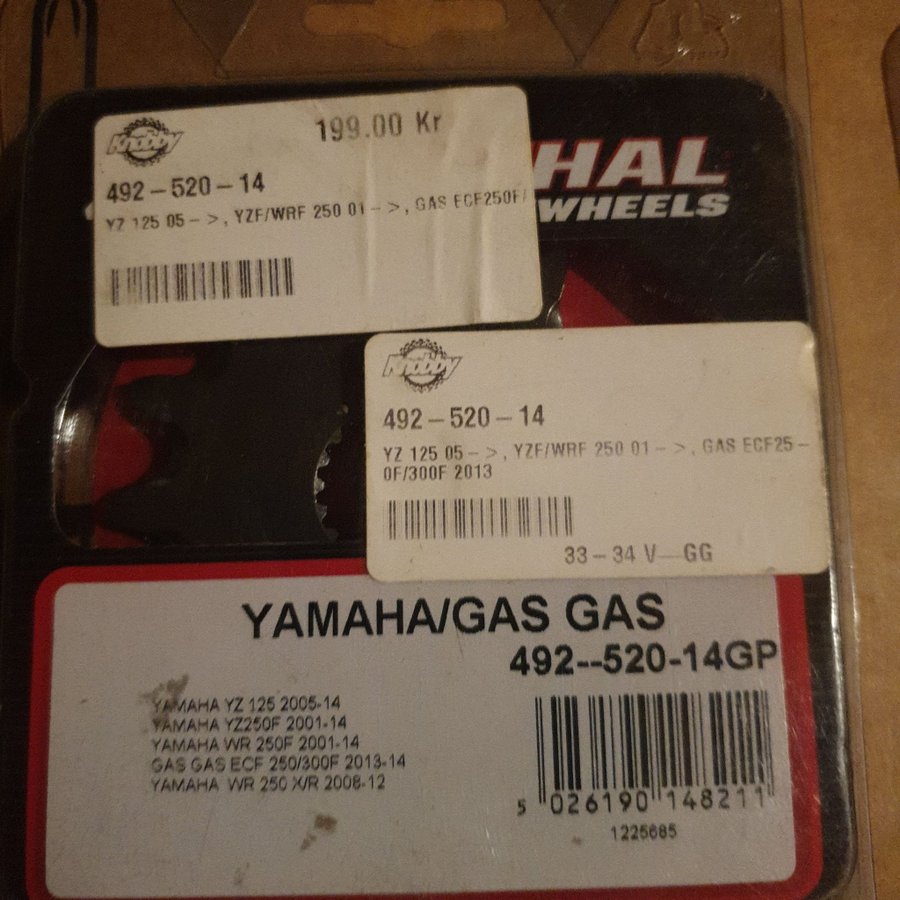 Knobby
199.00 Kr
492-520-14
YZ 125 05->, YZF/WRF 250 01->, GAS ECF250F/
HAL
WHEELS
Knobby
492-520-14
YZ 125 05->, YZF/WRF 250 01->, GAS ECF25-
0F/300F 2013
33-34 V-GG
YAMAHA/GAS GAS
492--520-14GP
YAMAHA YZ 125 2005-14
YAMAHA YZ250F 2001-14
YAMAHA WR 250F 2001-14
GAS GAS ECF 250/300F 2013-14
YAMAHA WR 250 X/R 2008-12
5 026190 148211
1225685